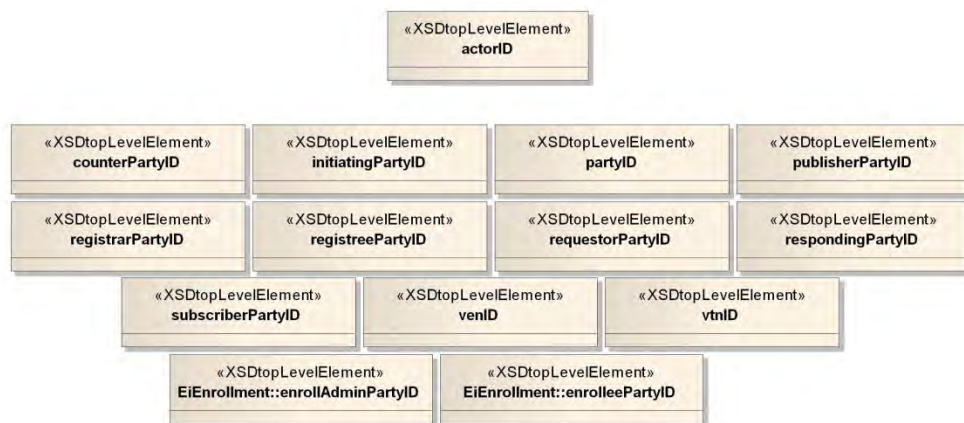 «XSDtopLevelElement»
actorID
«XSDtopLevelElement»
counterPartyID
«XSDtopLevelElement»
initiatingPartyID
«XSDtopLevelElement»
partyID
«XSDtopLevelElement»
publisherPartyID
«XSDtopLevelElement»
registrarPartyID
«XSDtopLevelElement»
registreePartyID
«XSDtopLevelElement»
requestorPartyID
«XSDtopLevelElement»
respondingPartyID
«XSDtopLevelElement»
subscriberPartyID
«XSDtopLevelElement»
venID
«XSDtopLevelElement»
vtnID
«XSDtopLevelElement»
EiEnrollment::enrollAdminPartyID
«XSDtopLevelElement»
EiEnrollment::enrolleePartyID